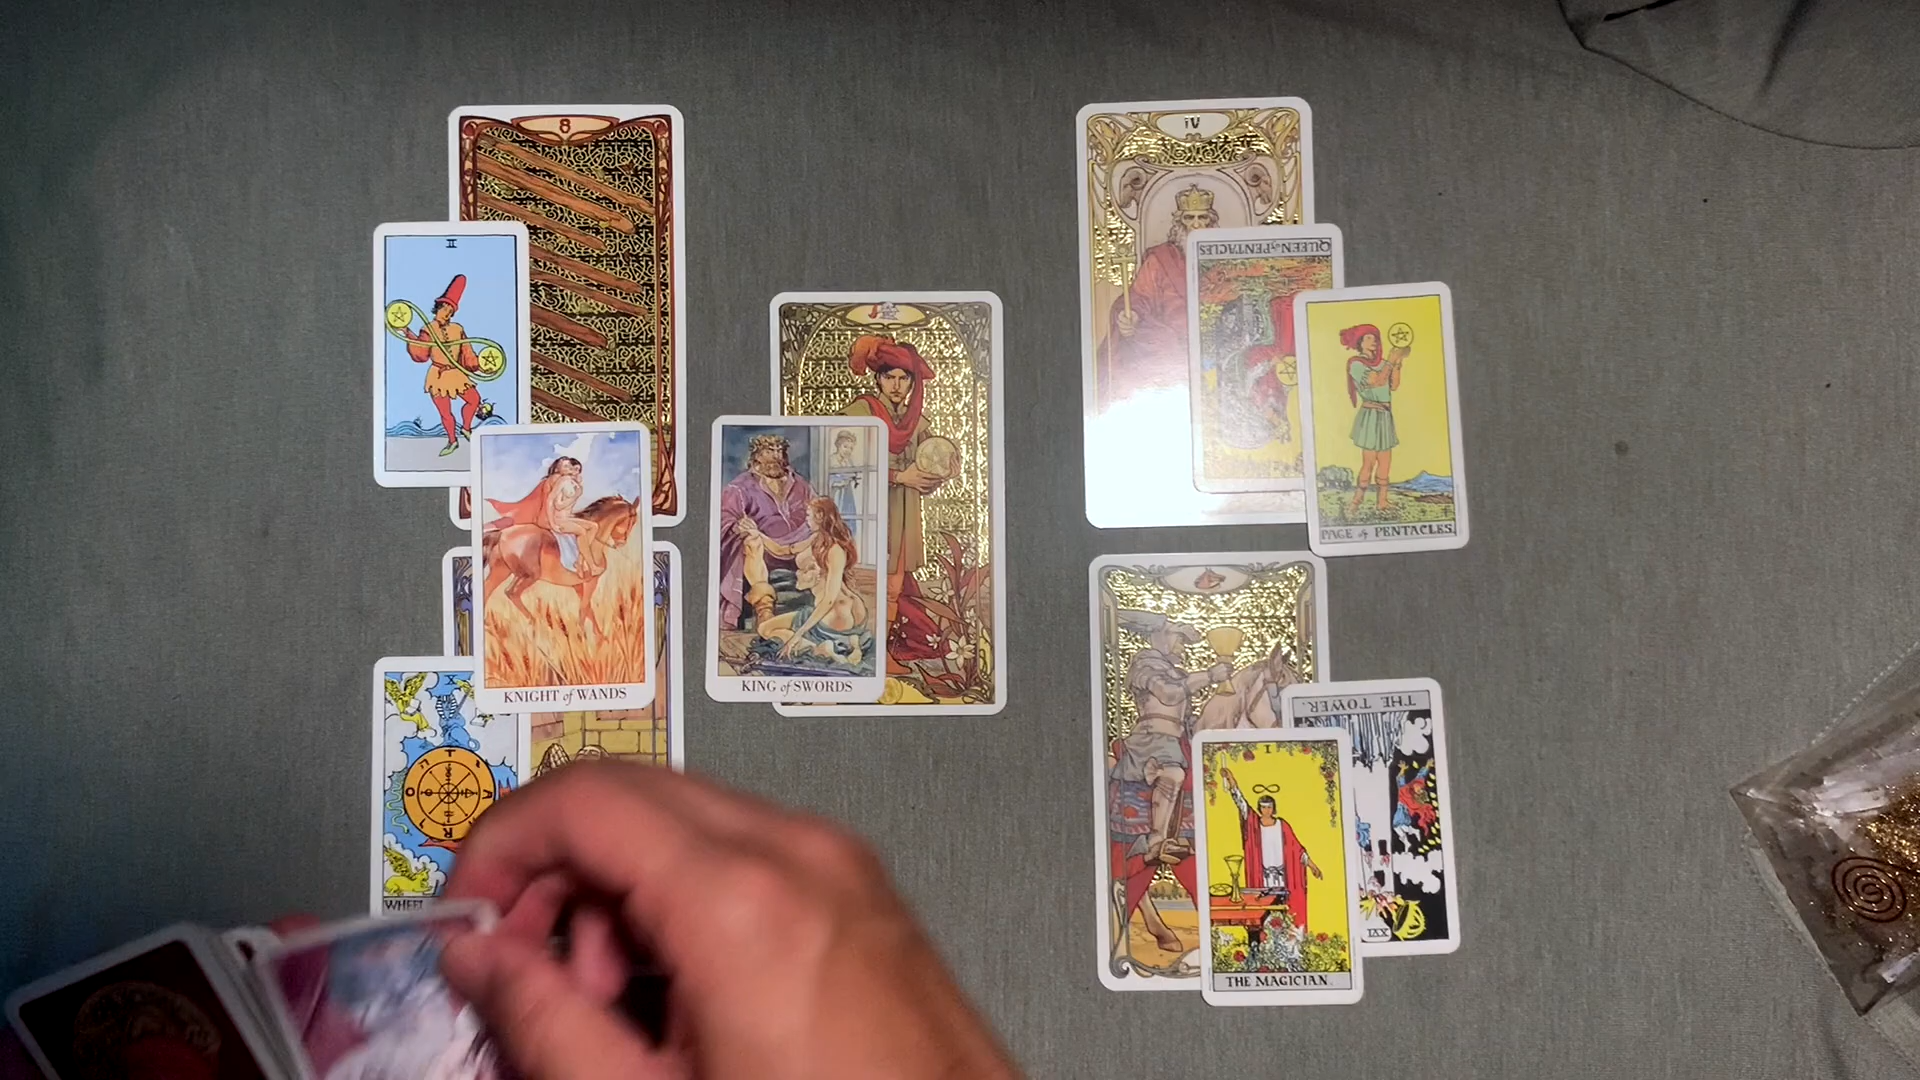 8
II
KNIGHT of WANDS
KING of SWORDS
IV
QUEEN of PENTACLES
PAGE of PENTACLES.
X
WHEEL
THE TOWER.
XVI
I
THE MAGICIAN.